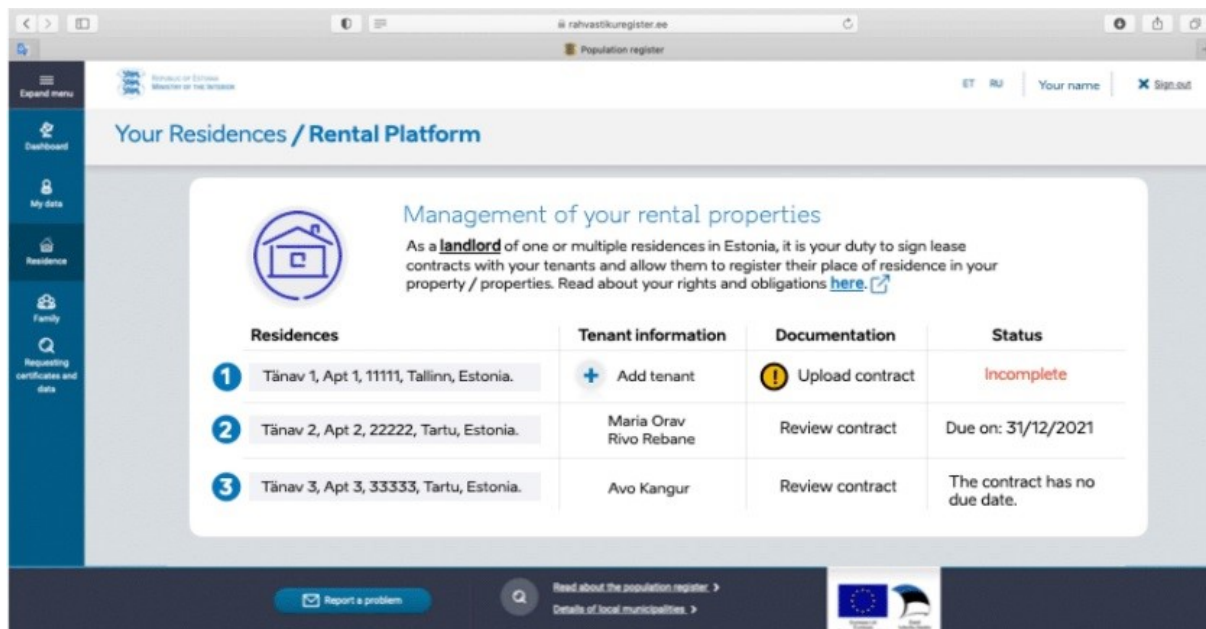 rahvastikuregister.ee
Population register
Expand menu
REPUBLIC OF ESTONIA
MINISTRY OF THE INTERIOR
ET RU Your name Sign out
Your Residences / Rental Platform
Dashboard
My data
Residence
Family
Requesting
certificates and
data
Management of your rental properties
As a landlord of one or multiple residences in Estonia, it is your duty to sign lease
contracts with your tenants and allow them to register their place of residence in your
property / properties. Read about your rights and obligations here.
Residences Tenant information Documentation Status
1 Tänav 1, Apt 1, 11111, Tallinn, Estonia. + Add tenant ! Upload contract Incomplete
2 Tänav 2, Apt 2, 22222, Tartu, Estonia. Maria Orav Review contract Due on: 31/12/2021
Rivo Rebane
3 Tänav 3, Apt 3, 33333, Tartu, Estonia. Avo Kangur Review contract The contract has no
due date.
Report a problem
Read about the population register >
Details of local municipalities >